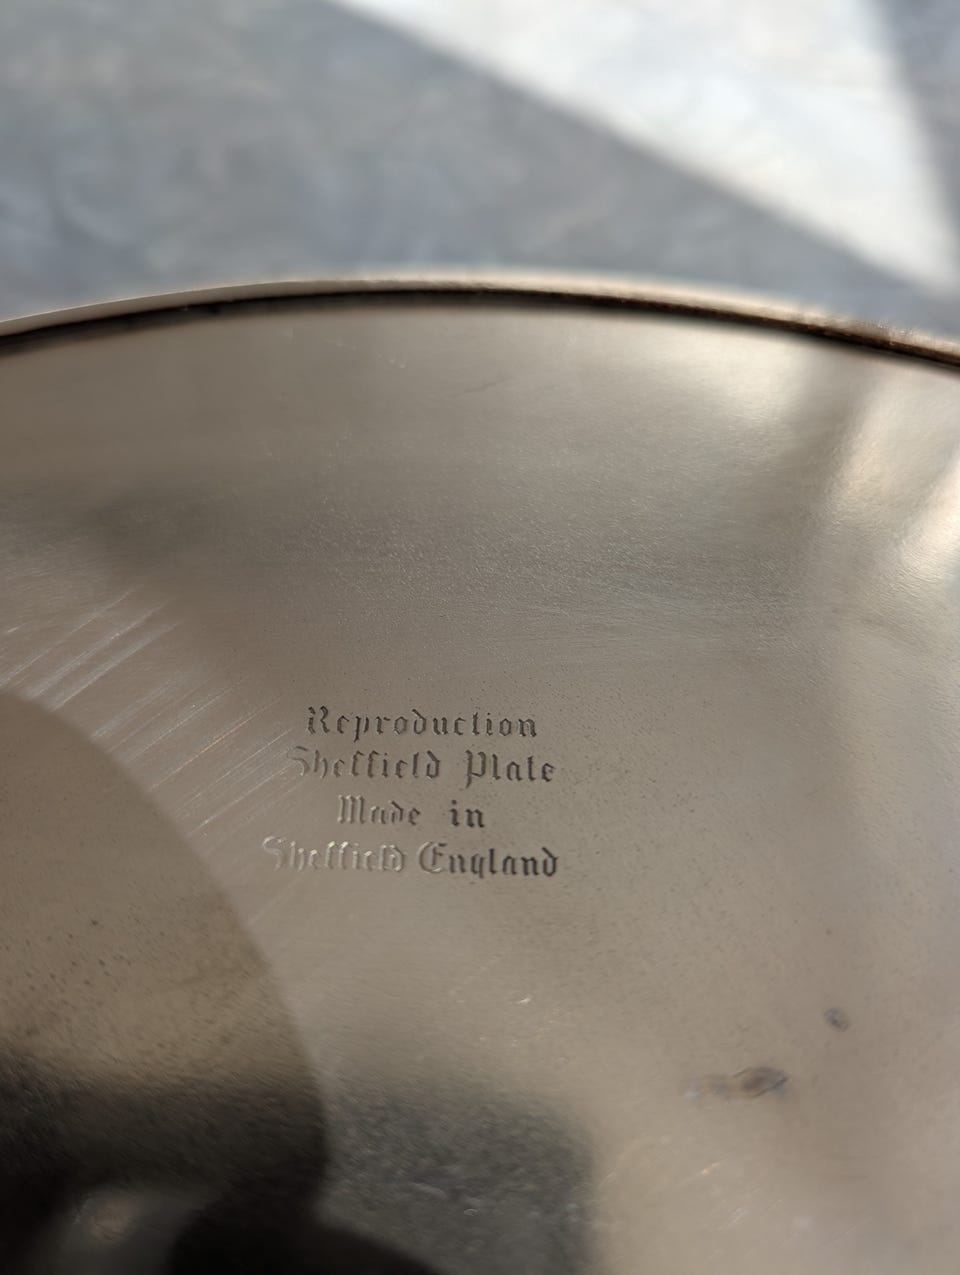 Reproduction
Sheffield Plate
Made in
Sheffield England